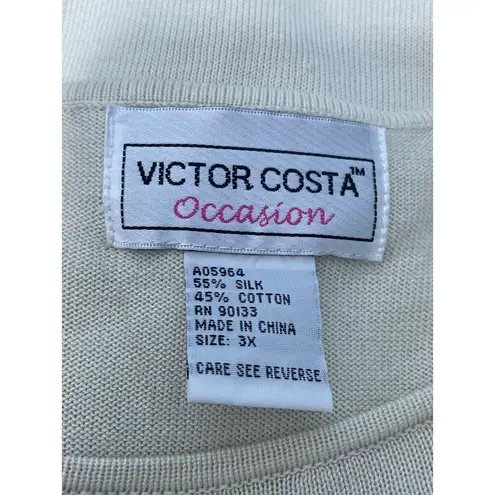 VICTOR COSTA™
Occasion
A05964
55% SILK
45% COTTON
RN 90133
MADE IN CHINA
SIZE: 3X
CARE SEE REVERSE